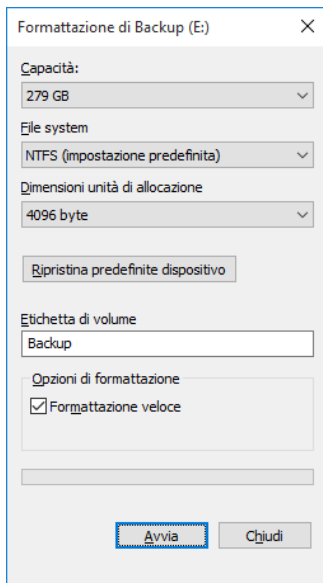 Formattazione di Backup (E:)
Capacità:
279 GB
File system
NTFS (impostazione predefinita)
Dimensioni unità di allocazione
4096 byte
Ripristina predefinite dispositivo
Etichetta di volume
Backup
Opzioni di formattazione
Formattazione veloce
Avvia Chiudi